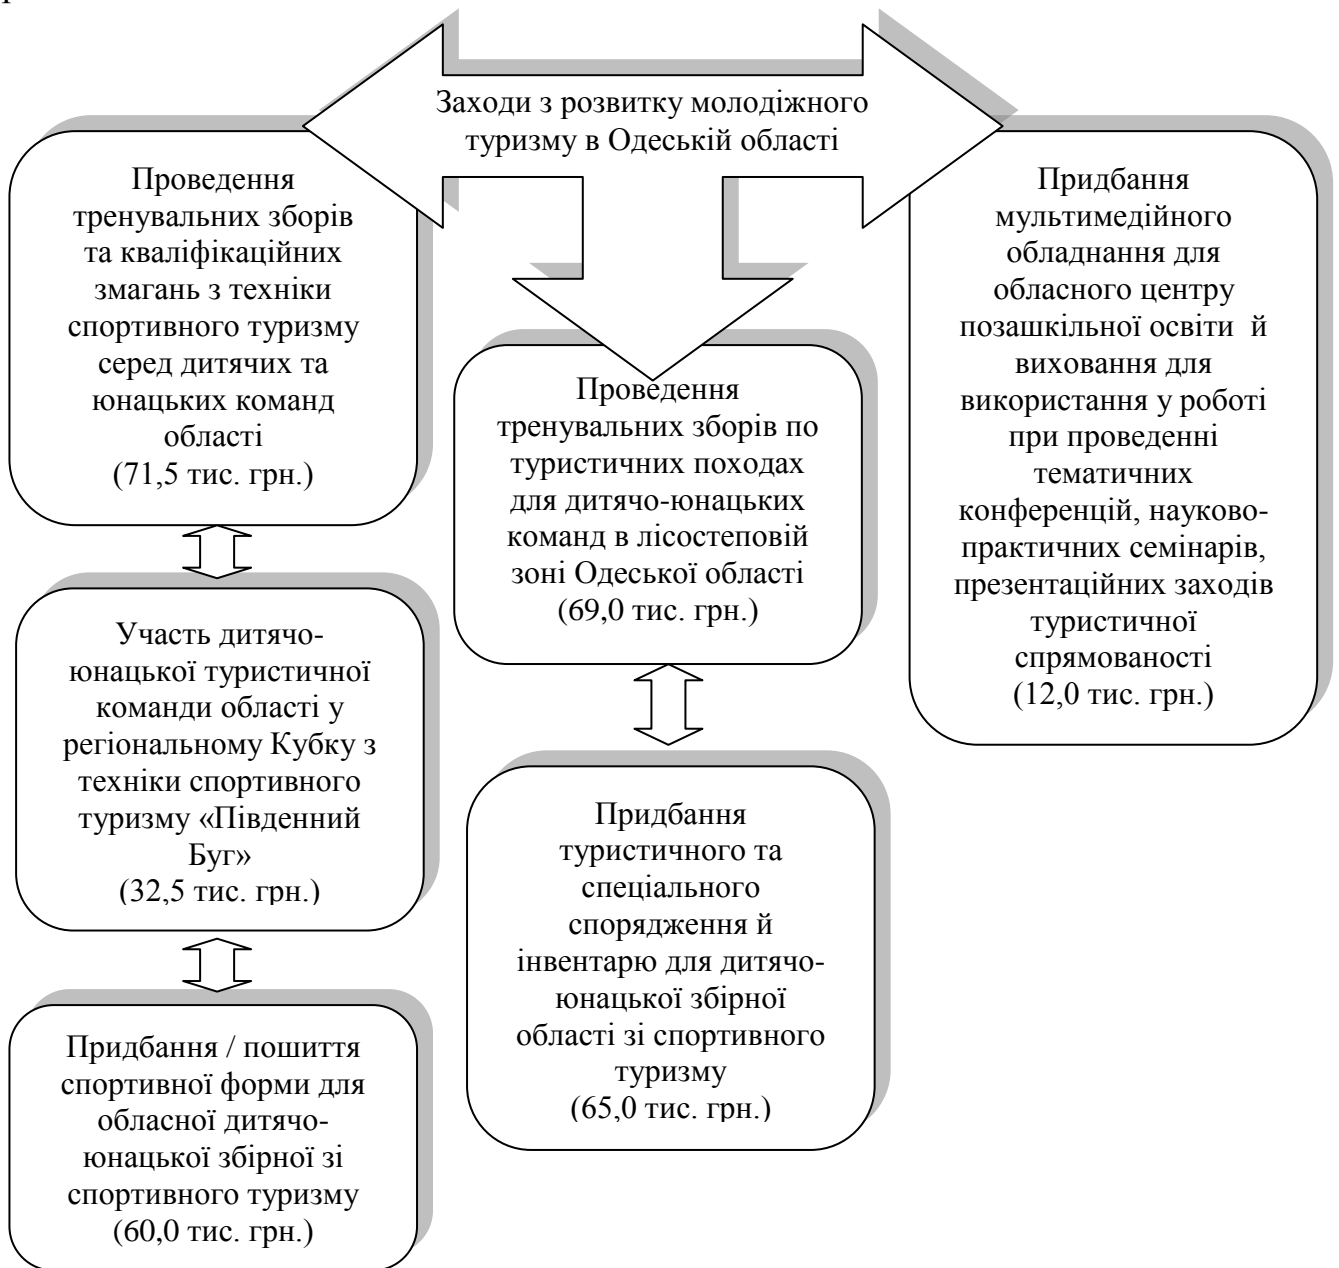 Заходи з розвитку молодіжного
туризму в Одеській області
Проведення
тренувальних зборів
та кваліфікаційних
змагань з техніки
спортивного туризму
серед дитячих та
юнацьких команд
області
(71,5 тис. грн.)
Участь дитячо-
юнацької туристичної
команди області у
регіональному Кубку з
техніки спортивного
туризму «Південний
Буг»
(32,5 тис. грн.)
Придбання / пошиття
спортивної форми для
обласної дитячо-
юнацької збірної зі
спортивного туризму
(60,0 тис. грн.)
Проведення
тренувальних зборів по
туристичних походах
для дитячо-юнацьких
команд в лісостеповій
зоні Одеської області
(69,0 тис. грн.)
Придбання
туристичного та
спеціального
спорядження й
інвентарю для дитячо-
юнацької збірної
області зі спортивного
туризму
(65,0 тис. грн.)
Придбання
мультимедійного
обладнання для
обласного центру
позашкільної освіти й
виховання для
використання у роботі
при проведенні
тематичних
конференцій, науково-
практичних семінарів,
презентаційних заходів
туристичної
спрямованості
(12,0 тис. грн.)